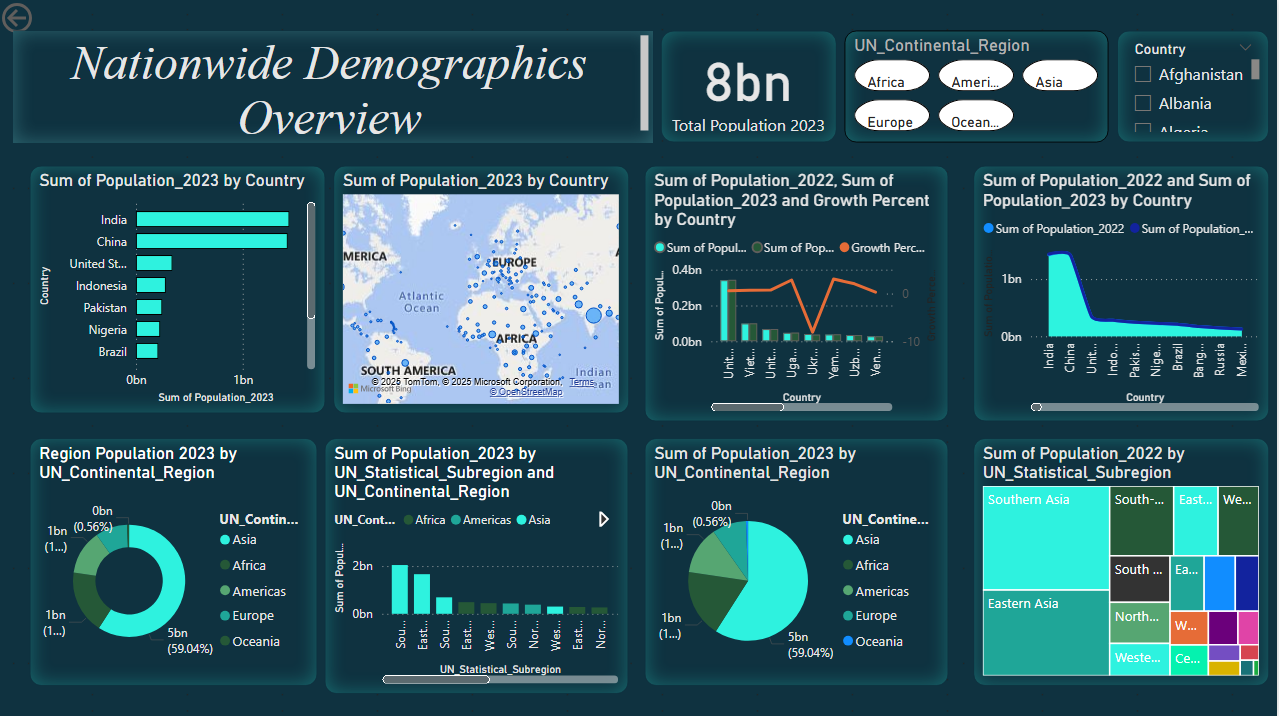 Nationwide Demographics
Overview
8bn
Total Population 2023
UN_Continental_Region
Africa
Ameri...
Asia
Europe
Ocean...
Country
Afghanistan
Albania
Algeria
Sum of Population_2023 by Country
Country
India
China
United St...
Indonesia
Pakistan
Nigeria
Brazil
0bn 1bn
Sum of Population_2023
Sum of Population_2023 by Country
MERICA
EUROPE
Atlantic
Ocean
AFRICA
SOUTH AMERICA
Indian
© 2025 TomTom, © 2025 Microsoft Corporation, Terms
Microsoft Bing
© OpenStreetMap
Sum of Population_2022, Sum of
Population_2023 and Growth Percent
by Country
Sum of Popul... Sum of Pop... Growth Perc...
Sum of Popul...
0.4bn
0.2bn
0.0bn
0
-10
Unit...
Viet...
Unit...
Uga...
Ukr...
Yem...
Uzb...
Ven...
Country
Sum of Population_2022 and Sum of
Population_2023 by Country
Sum of Population_2022 Sum of Population_...
1bn
0bn
India
China
Unit...
Indo...
Pakis...
Nige...
Brazil
Bang...
Russia
Mexi...
Country
Region Population 2023 by
UN_Continental_Region
0bn
(0.56%)
1bn
(1...)
1bn
(1...)
5bn
(59.04%)
UN_Contin...
Asia
Africa
Americas
Europe
Oceania
Sum of Population_2023 by
UN_Statistical_Subregion and
UN_Continental_Region
UN_Cont... Africa Americas Asia
Sum of Popul...
2bn
0bn
Sou...
East...
Sou...
East...
Wes...
Sou...
Nor...
Wes...
East...
Nor...
UN_Statistical_Subregion
Sum of Population_2023 by
UN_Continental_Region
0bn
(0.56%)
1bn
(1...)
1bn
(1...)
5bn
(59.04%)
UN_Contine...
Asia
Africa
Americas
Europe
Oceania
Sum of Population_2022 by
UN_Statistical_Subregion
Southern Asia
Eastern Asia
South-...
East...
We...
South ...
Ea...
North...
W...
Weste...
Ce...